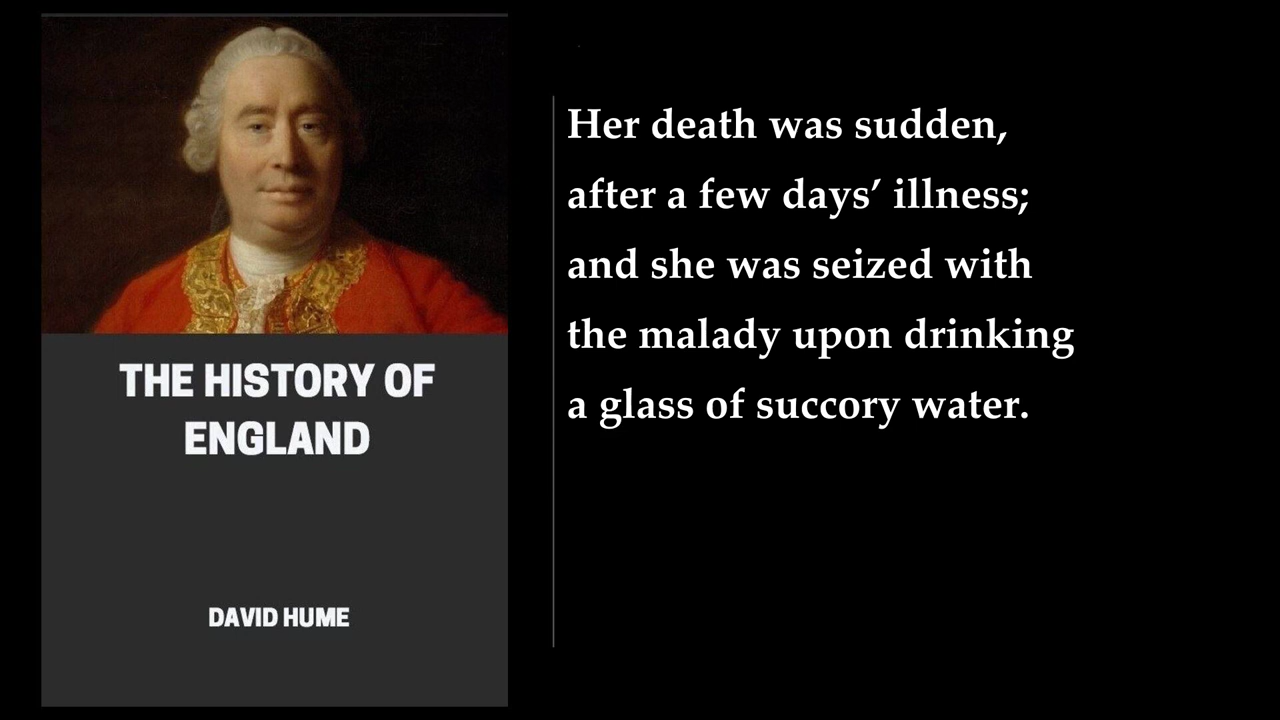 THE HISTORY OF
ENGLAND
DAVID HUME
Her death was sudden,
after a few days’ illness;
and she was seized with
the malady upon drinking
a glass of succory water.